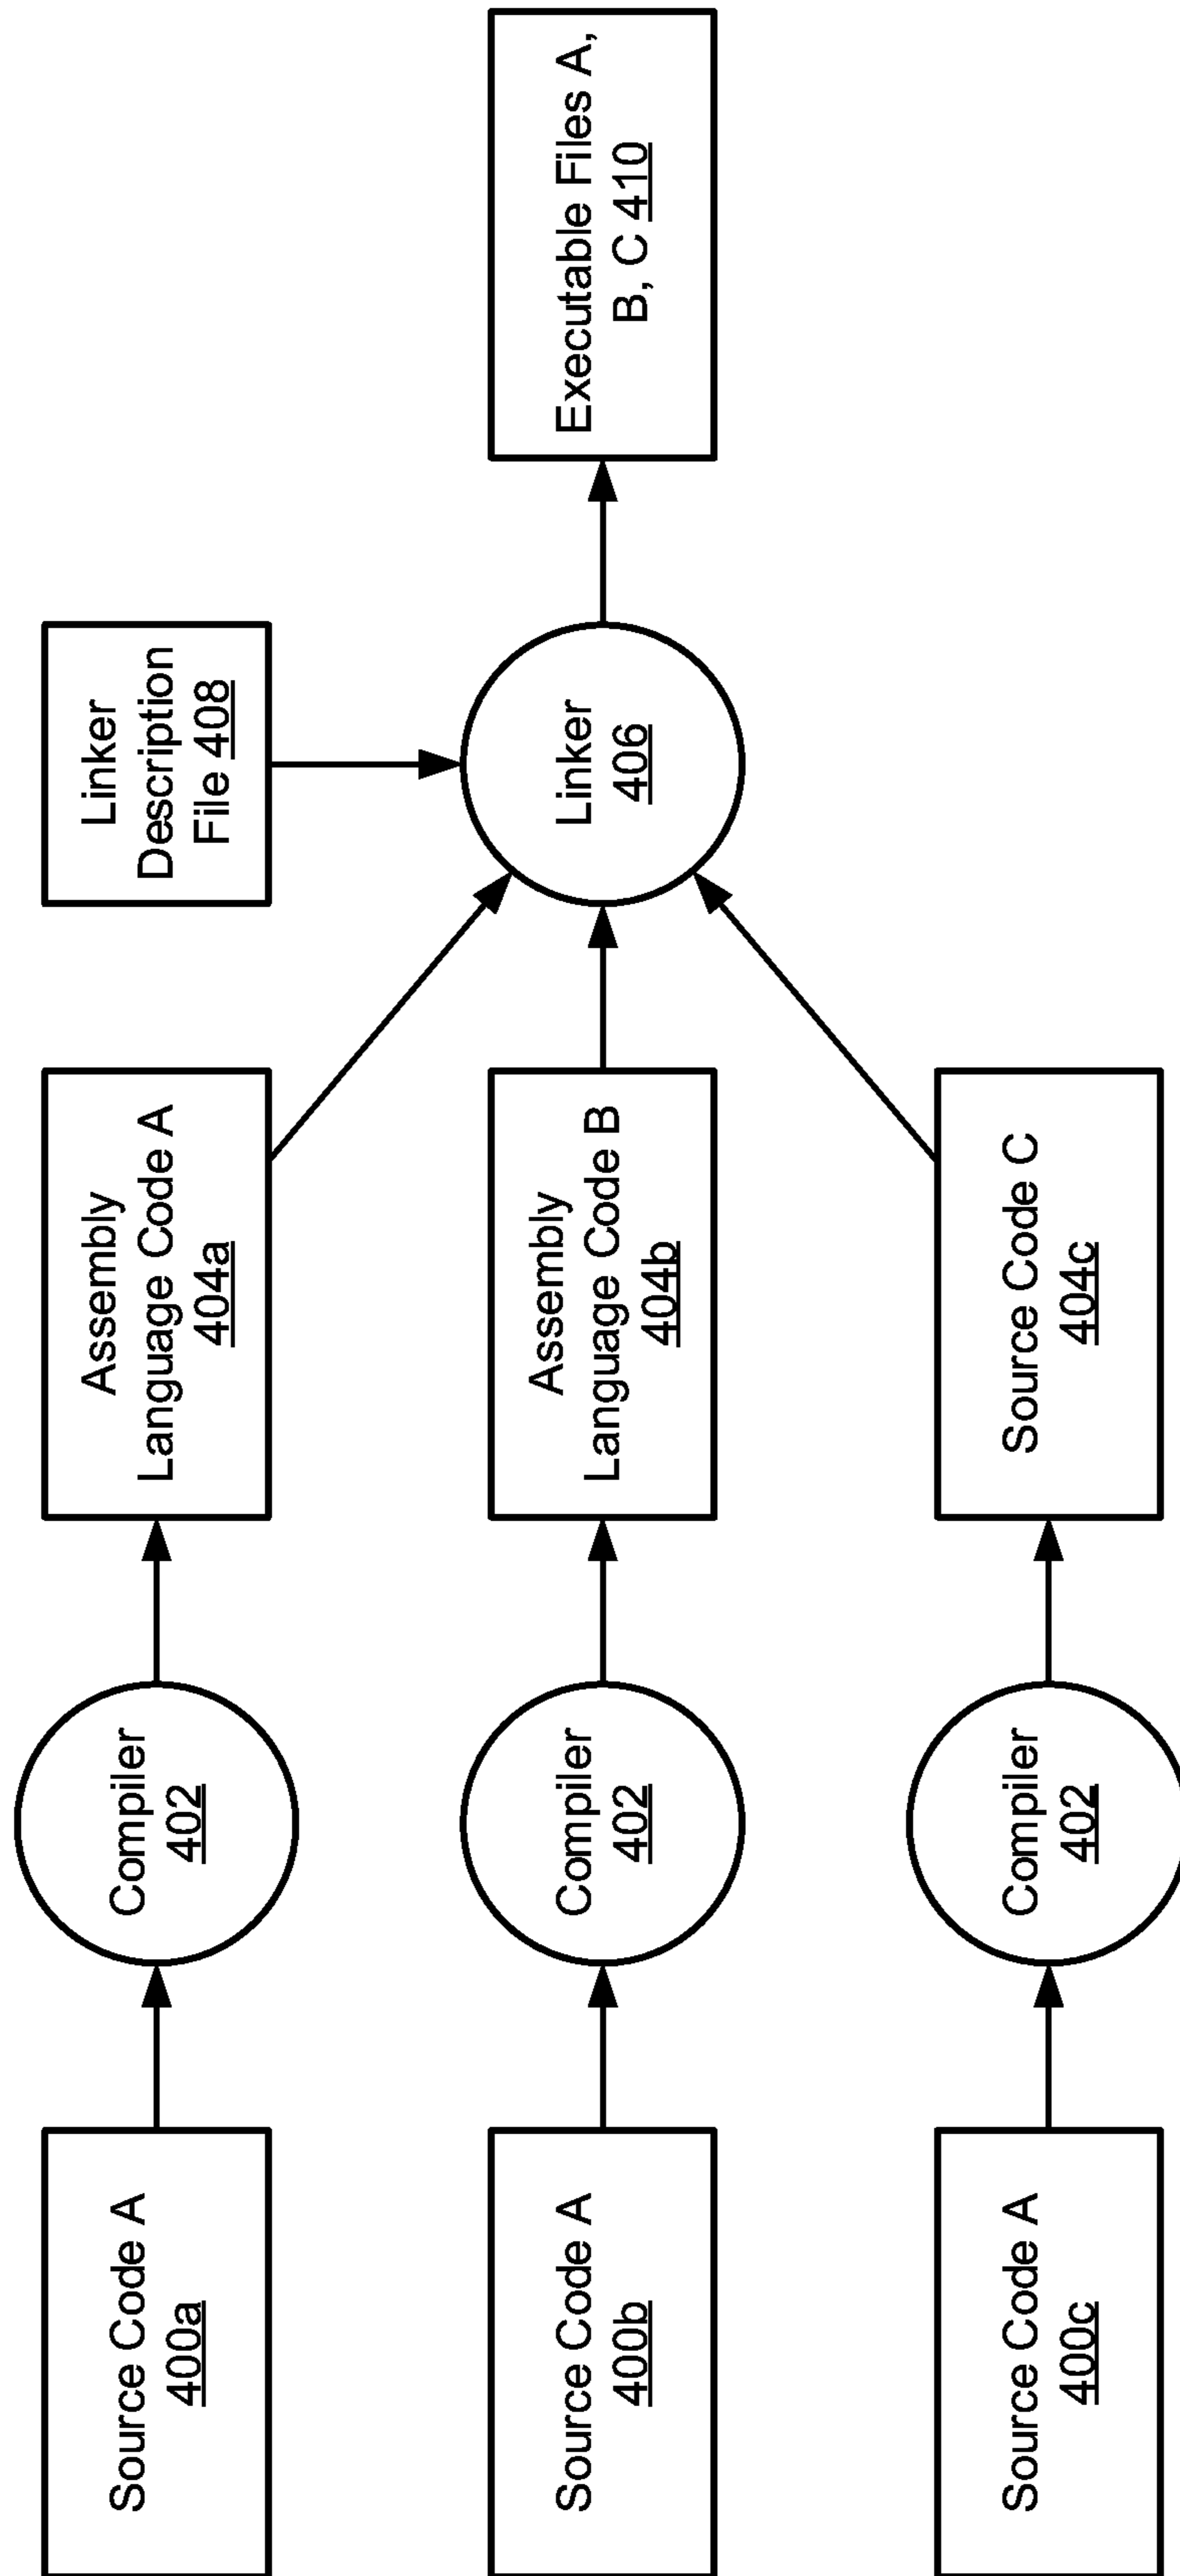 Source Code A
400a
Compiler
402
Assembly
Language Code A
404a
Linker
Description
File 408
Source Code A
400b
Compiler
402
Assembly
Language Code B
404b
Linker
406
Executable Files A,
B, C 410
Source Code A
400c
Compiler
402
Source Code C
404c